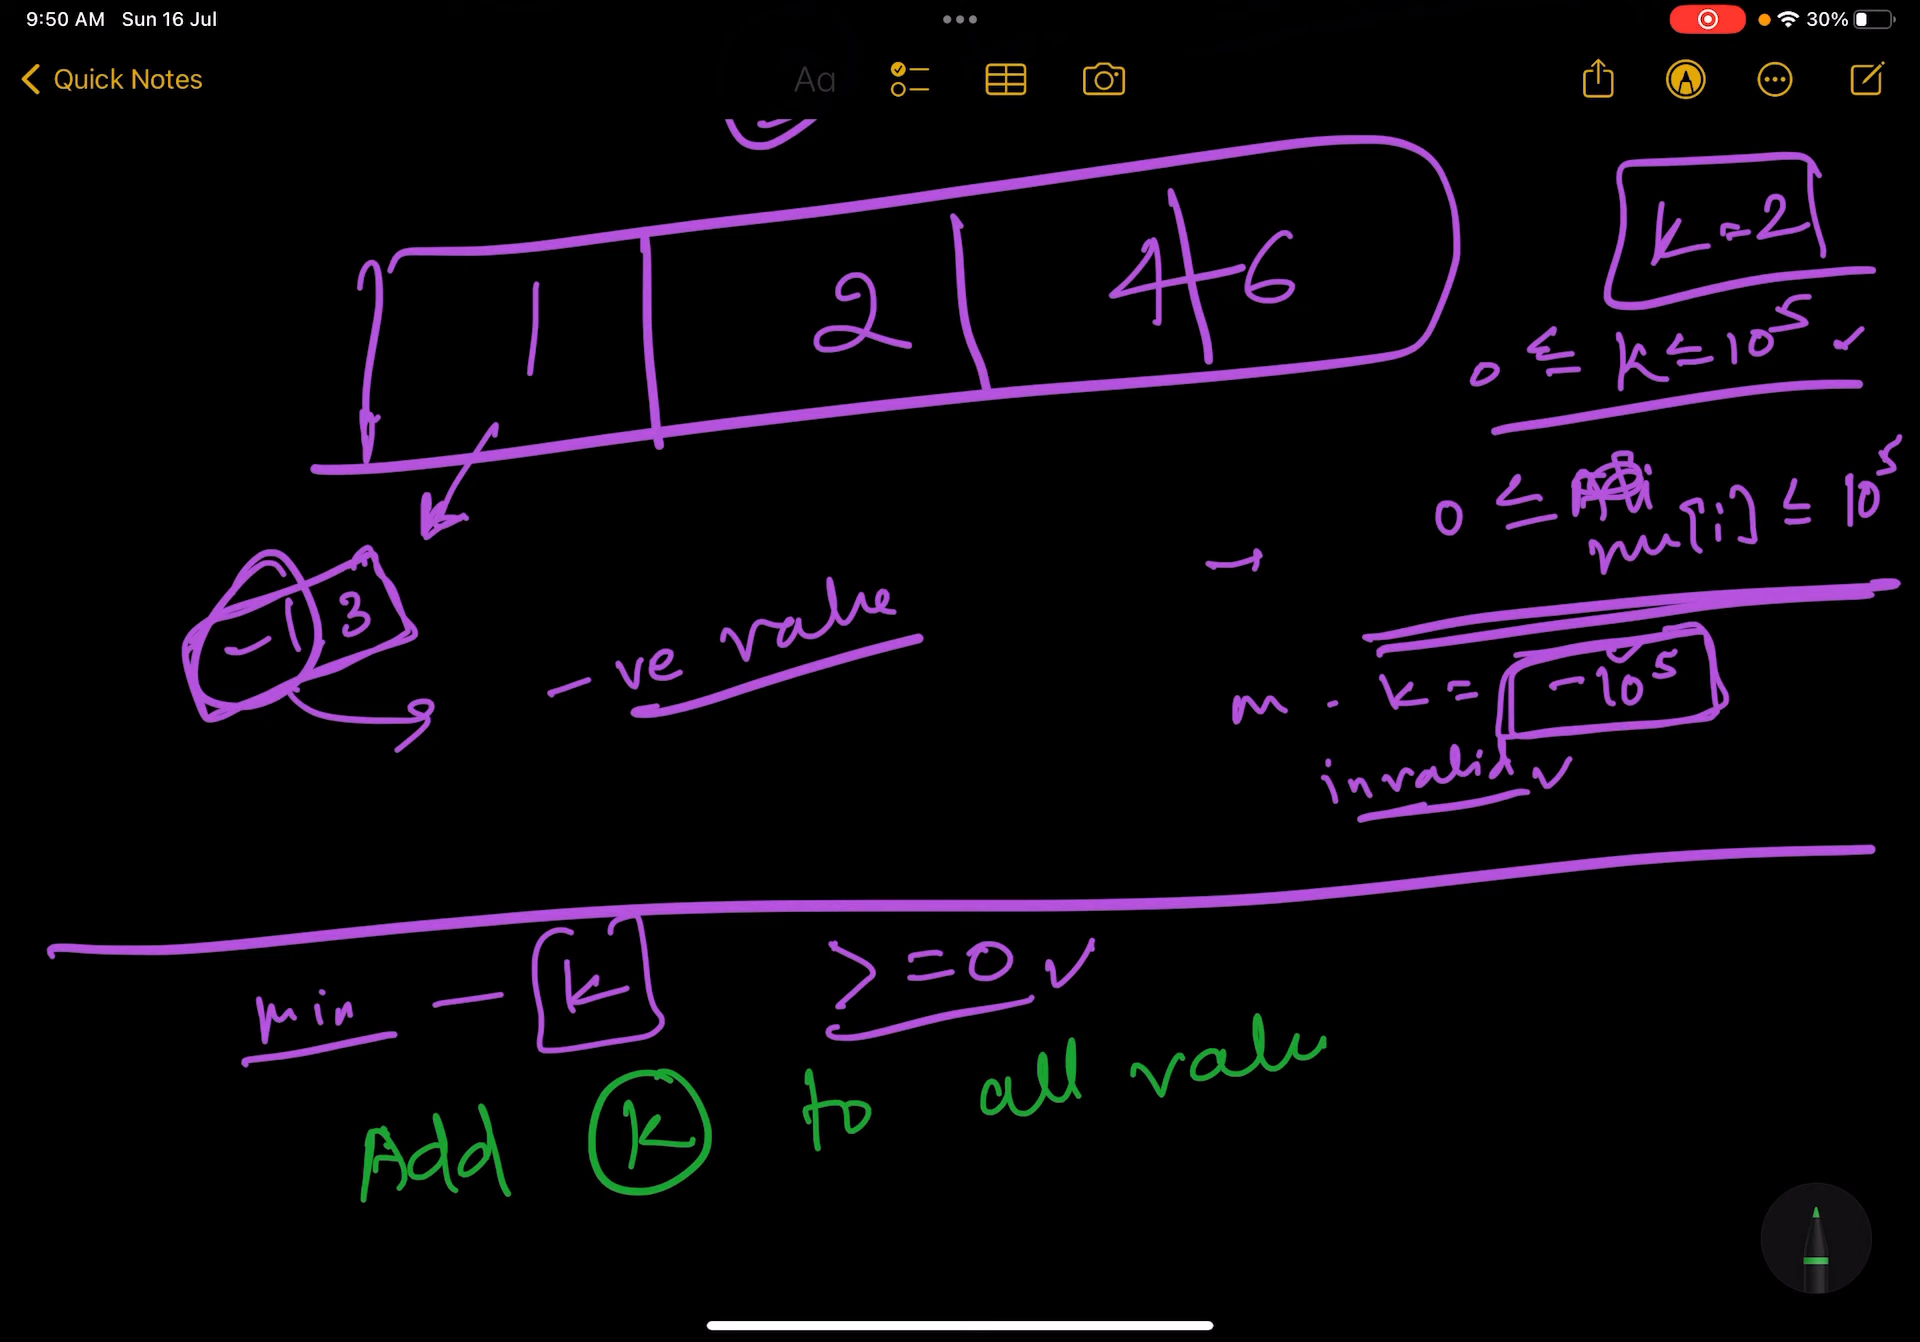 9:50 AM Sun 16 Jul
30%
Quick Notes
Aa
k=2
1 2 4 6
0 ≤ k ≤ 10^5 ✓
0 ≤ nu[i] ≤ 10^5
-1 3
- ve value
m - k = -10^5
invalid ✓
min - k >=0 ✓
Add k to all valu